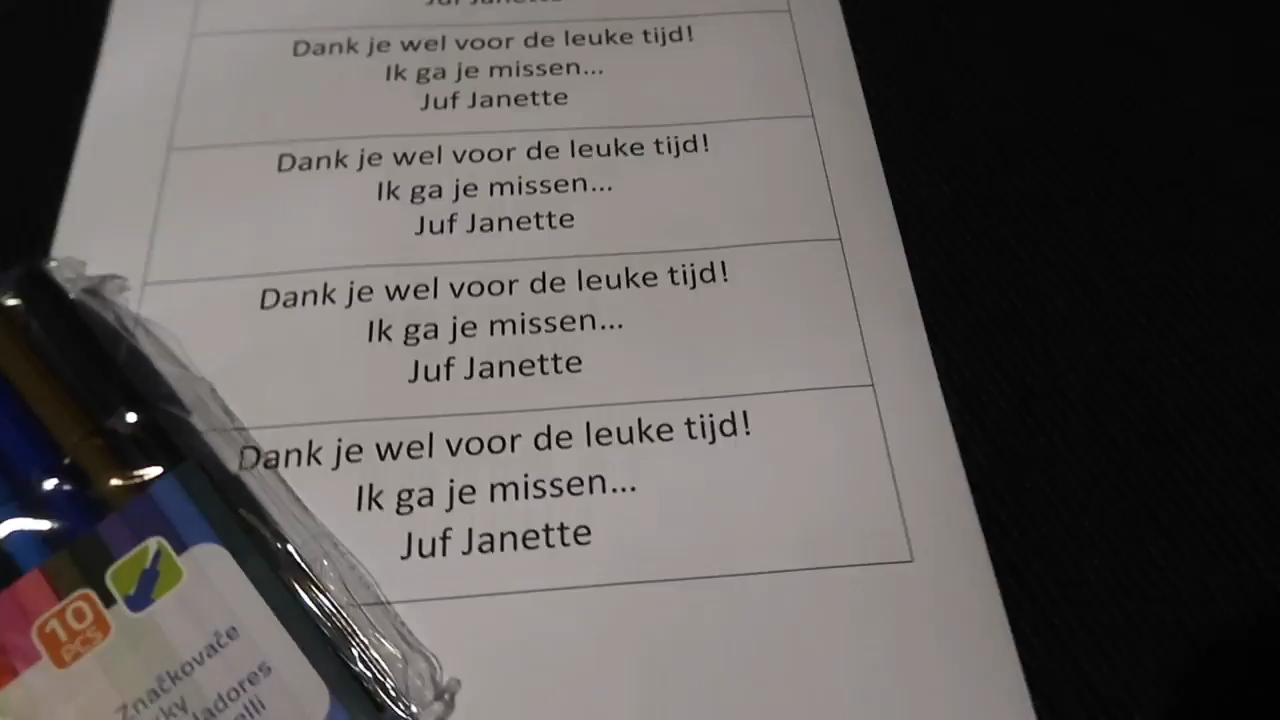 Juf Janette
Dank je wel voor de leuke tijd!
Ik ga je missen...
Juf Janette
Dank je wel voor de leuke tijd!
Ik ga je missen...
Juf Janette
Dank je wel voor de leuke tijd!
Ik ga je missen...
Juf Janette
Dank je wel voor de leuke tijd!
Ik ga je missen...
Juf Janette
10
PCS
Značkovače